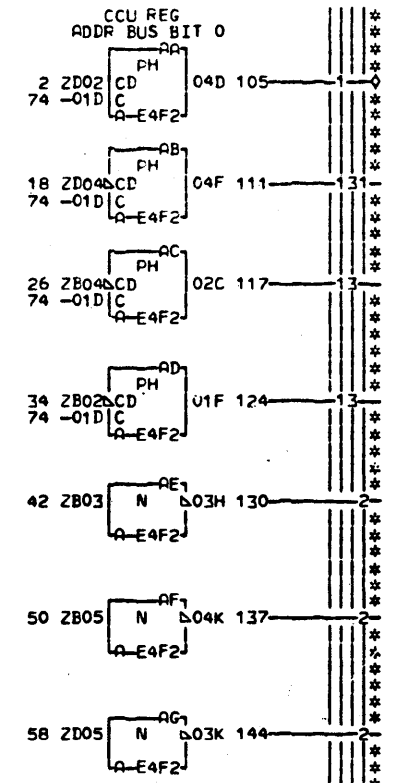 CCU REG
ADDR BUS BIT 0
AA
PH
2 ZD02 CD 04D 105 1
74 -01D C
A E4F2
AB
PH
18 ZD04 CD 04F 111 131
74 -01D C
A E4F2
AC
PH
26 ZB04 CD 02C 117 13
74 -01D C
A E4F2
AD
PH
34 ZB02 CD 01F 124 13
74 -01D C
A E4F2
AE
42 ZB03 N 03H 130 2
A E4F2
AF
50 ZB05 N 04K 137 2
A E4F2
AG
58 ZD05 N 03K 144 2
A E4F2